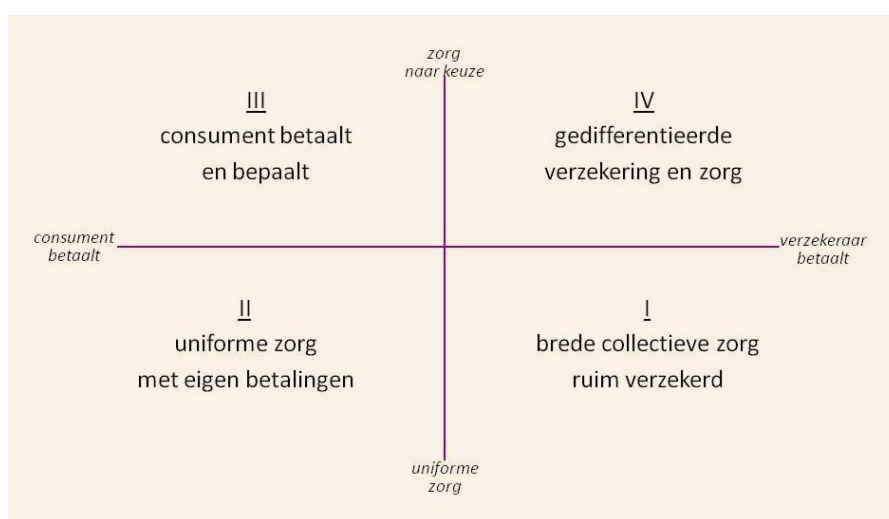 zorg
naar keuze
III
consument betaalt
en bepaalt
IV
gedifferentieerde
verzekering en zorg
consument
betaalt
verzekeraar
betaalt
II
uniforme zorg
met eigen betalingen
I
brede collectieve zorg
ruim verzekerd
uniforme
zorg